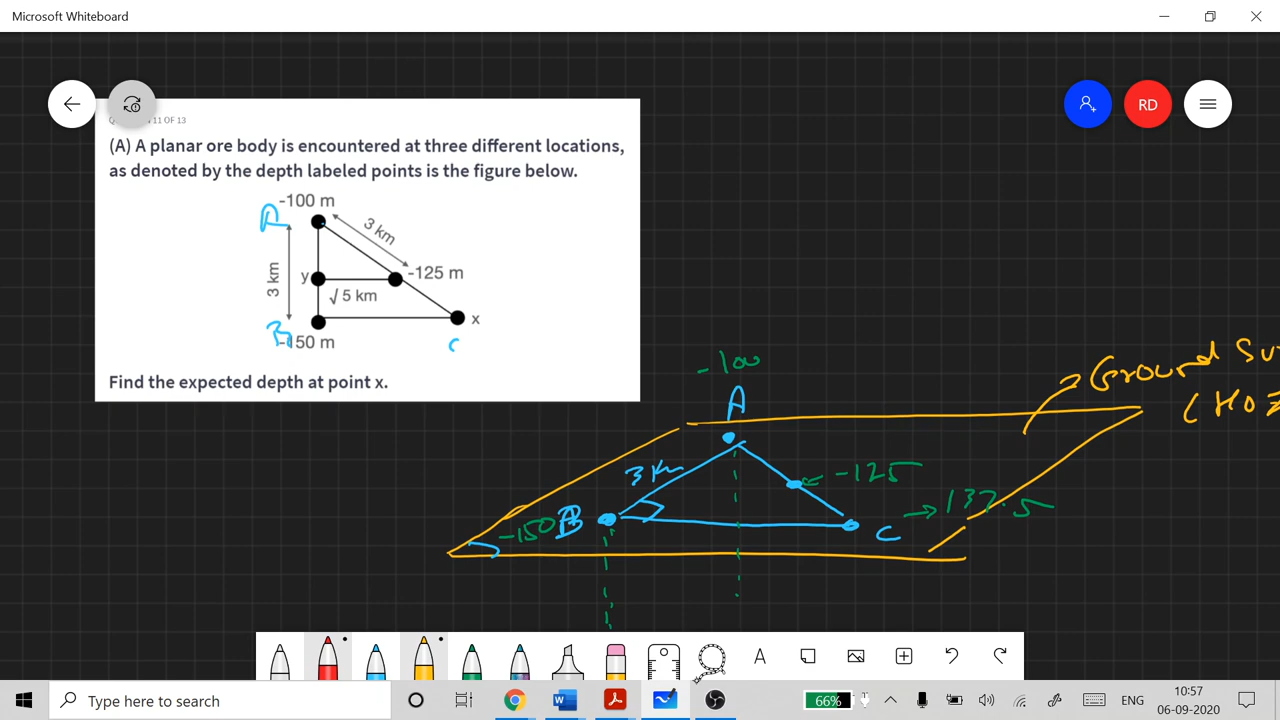 Microsoft Whiteboard
11 OF 13
(A) A planar ore body is encountered at three different locations,
as denoted by the depth labeled points is the figure below.
-100 m
A
3 km
3 km
-125 m
y
√5 km
x
B
-150 m
C
Find the expected depth at point x.
RD
-100
A
Ground Su
(HOZ
3 Km
-125
137.5
-150
B
C
A
Type here to search
66%
ENG
10:57
06-09-2020